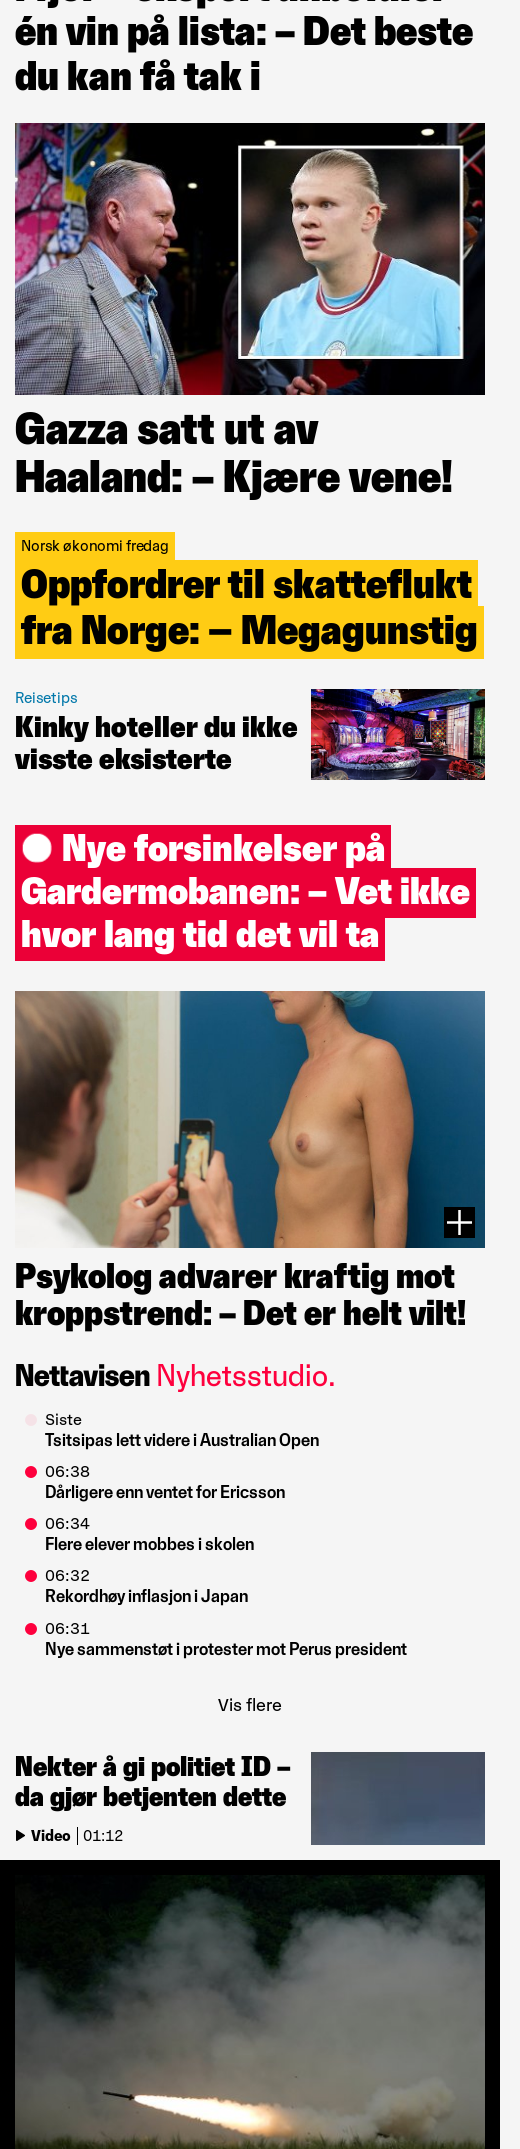 én vin på lista: – Det beste
du kan få tak i
Gazza satt ut av
Haaland: – Kjære vene!
Norsk økonomi fredag
Oppfordrer til skatteflukt
fra Norge: – Megagunstig
Reisetips
Kinky hoteller du ikke
visste eksisterte
Nye forsinkelser på
Gardermobanen: – Vet ikke
hvor lang tid det vil ta
Psykolog advarer kraftig mot
kroppstrend: – Det er helt vilt!
Nettavisen Nyhetsstudio.
Siste
Tsitsipas lett videre i Australian Open
06:38
Dårligere enn ventet for Ericsson
06:34
Flere elever mobbes i skolen
06:32
Rekordhøy inflasjon i Japan
06:31
Nye sammenstøt i protester mot Perus president
Vis flere
Nekter å gi politiet ID –
da gjør betjenten dette
Video 01:12